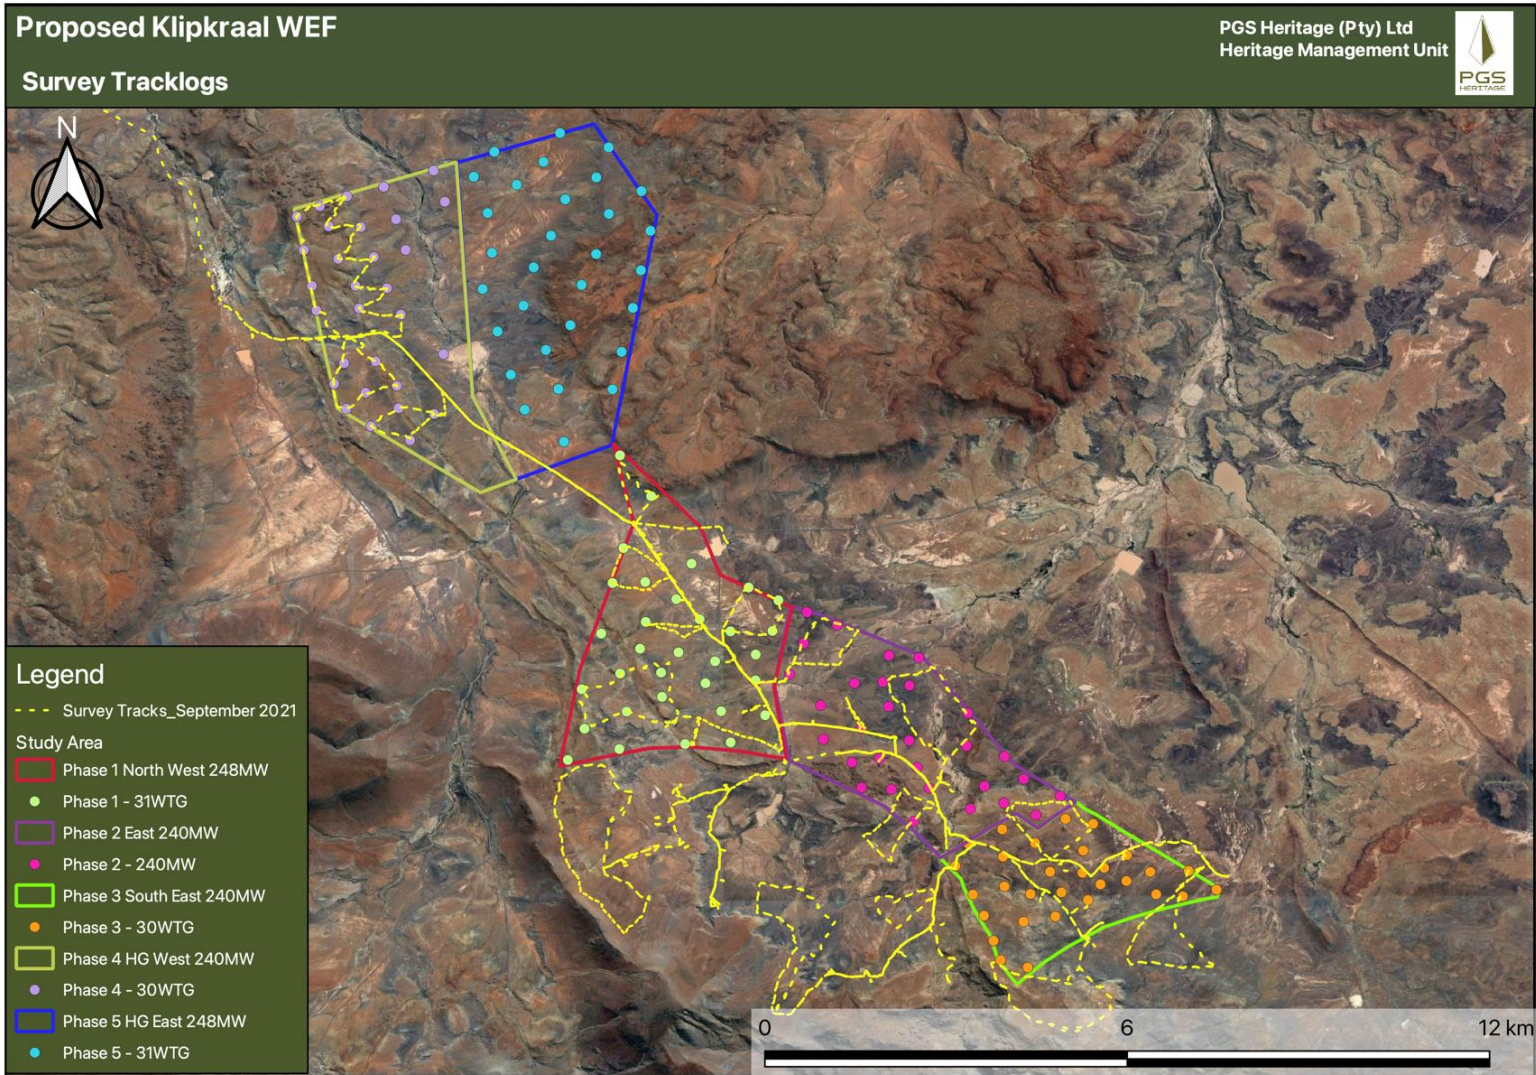 Proposed Klipkraal WEF
Survey Tracklogs
PGS Heritage (Pty) Ltd
Heritage Management Unit
PGS
HERITAGE
N
Legend
Survey Tracks_September 2021
Study Area
Phase 1 North West 248MW
Phase 1 - 31WTG
Phase 2 East 240MW
Phase 2 - 240MW
Phase 3 South East 240MW
Phase 3 - 30WTG
Phase 4 HG West 240MW
Phase 4 - 30WTG
Phase 5 HG East 248MW
Phase 5 - 31WTG
0 6 12 km